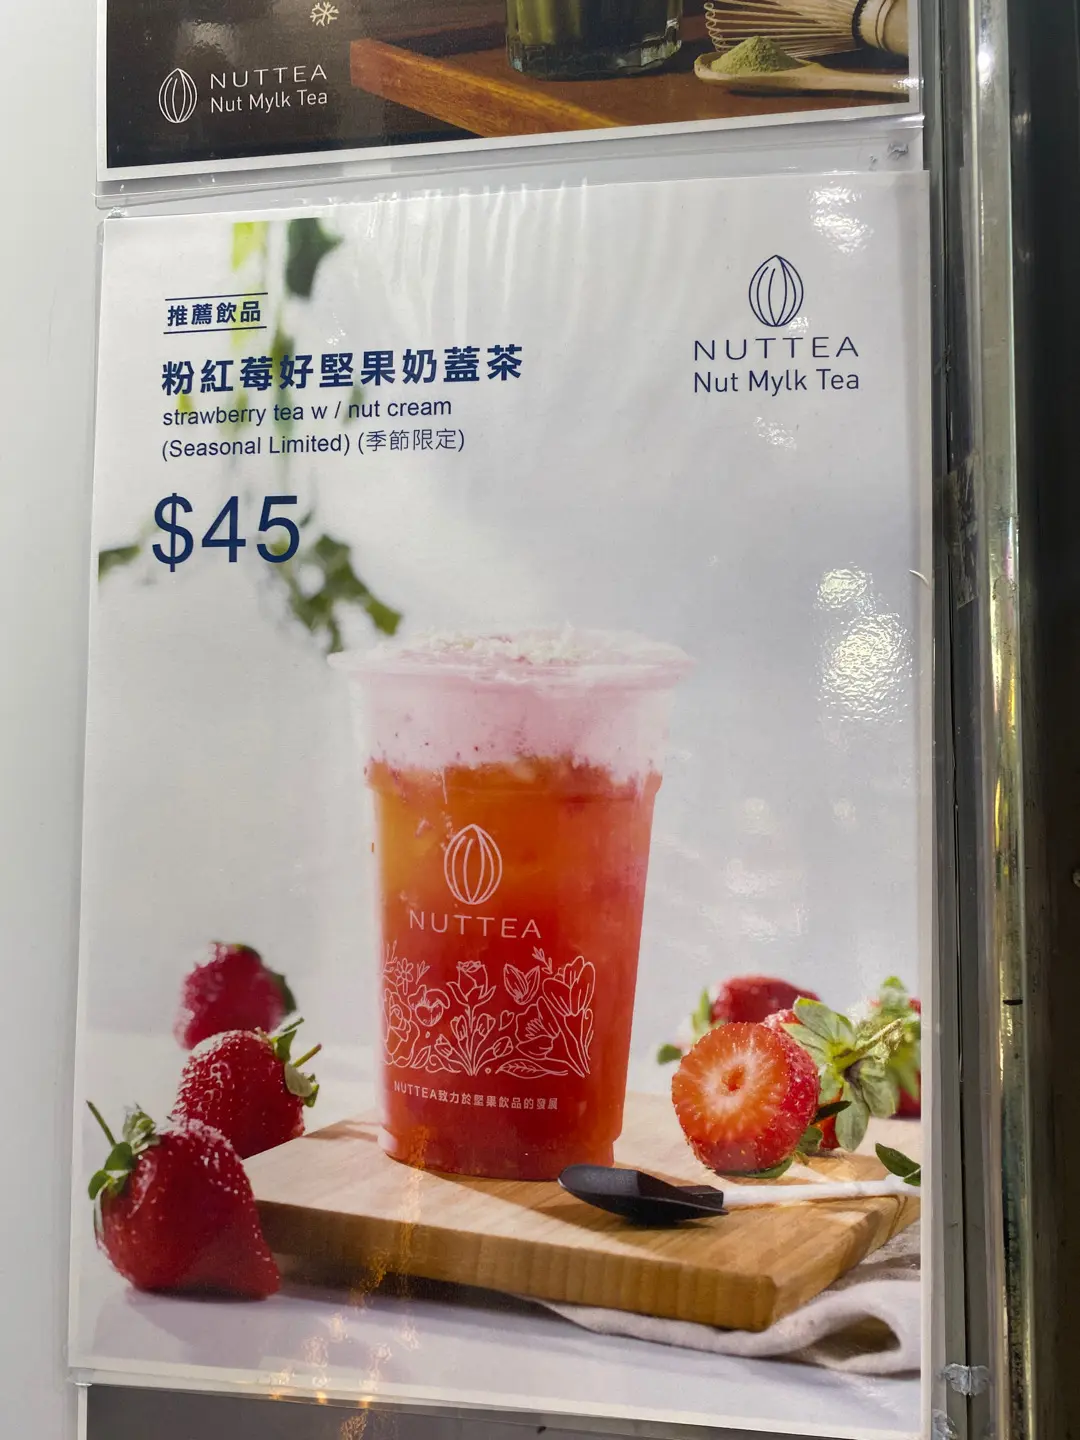 NUTTEA
Nut Mylk Tea
推薦飲品
粉紅莓好堅果奶蓋茶
strawberry tea w / nut cream
(Seasonal Limited) (季節限定)
$45
NUTTEA
Nut Mylk Tea
NUTTEA
NUTTEA致力於堅果飲品的發展